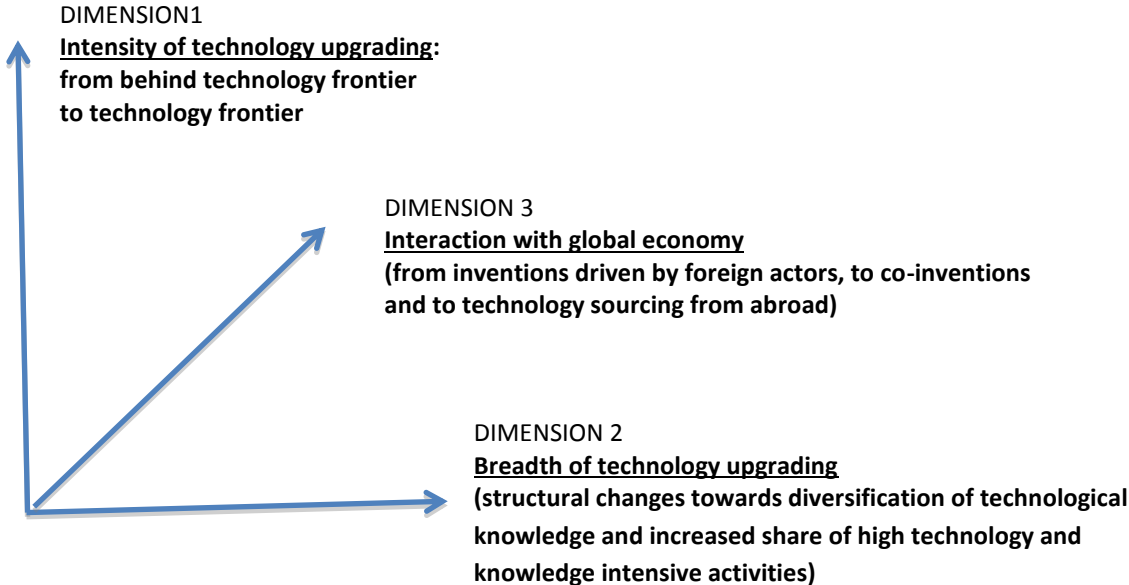 DIMENSION1
Intensity of technology upgrading:
from behind technology frontier
to technology frontier
DIMENSION 3
Interaction with global economy
(from inventions driven by foreign actors, to co-inventions
and to technology sourcing from abroad)
DIMENSION 2
Breadth of technology upgrading
(structural changes towards diversification of technological
knowledge and increased share of high technology and
knowledge intensive activities)